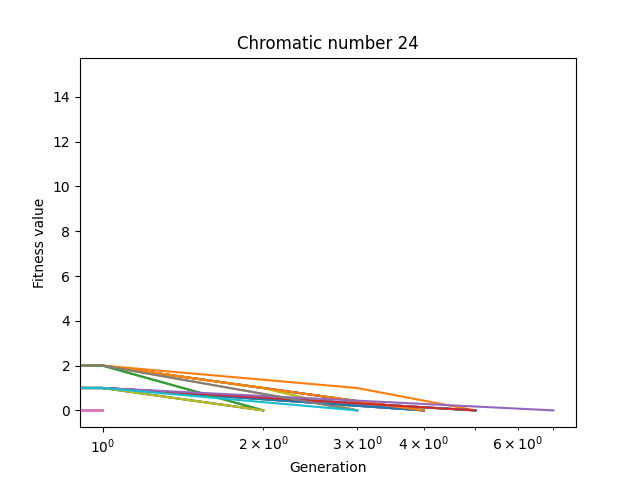 Chromatic number 24
Fitness value
14
12
10
8
6
4
2
0
10⁰
2 × 10⁰
3 × 10⁰
4 × 10⁰
6 × 10⁰
Generation